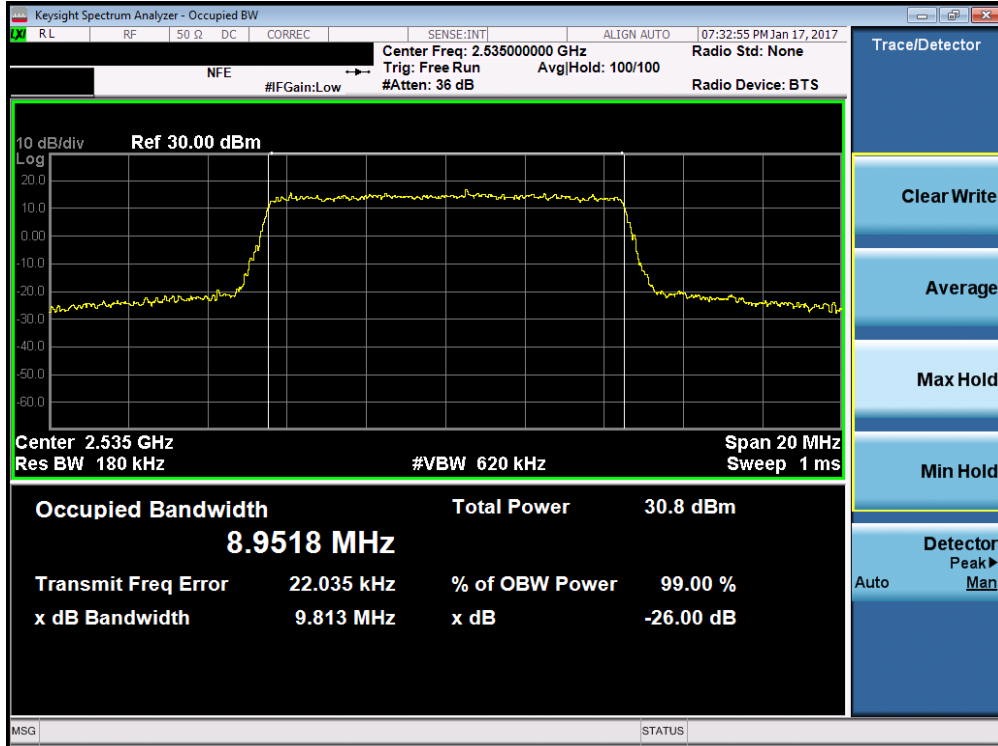 Keysight Spectrum Analyzer - Occupied BW
LXI RL RF 50 Ω DC CORREC SENSE:INT ALIGN AUTO 07:32:55 PM Jan 17, 2017
Center Freq: 2.535000000 GHz Radio Std: None
NFE Trig: Free Run Avg|Hold: 100/100
#IFGain:Low #Atten: 36 dB Radio Device: BTS
10 dB/div Ref 30.00 dBm
Log
20.0
10.0
0.00
-10.0
-20.0
-30.0
-40.0
-50.0
-60.0
Center 2.535 GHz Span 20 MHz
Res BW 180 kHz #VBW 620 kHz Sweep 1 ms
Occupied Bandwidth Total Power 30.8 dBm
8.9518 MHz
Transmit Freq Error 22.035 kHz % of OBW Power 99.00 %
x dB Bandwidth 9.813 MHz x dB -26.00 dB
Trace/Detector
Clear Write
Average
Max Hold
Min Hold
Detector
Peak▶
Auto Man
MSG STATUS